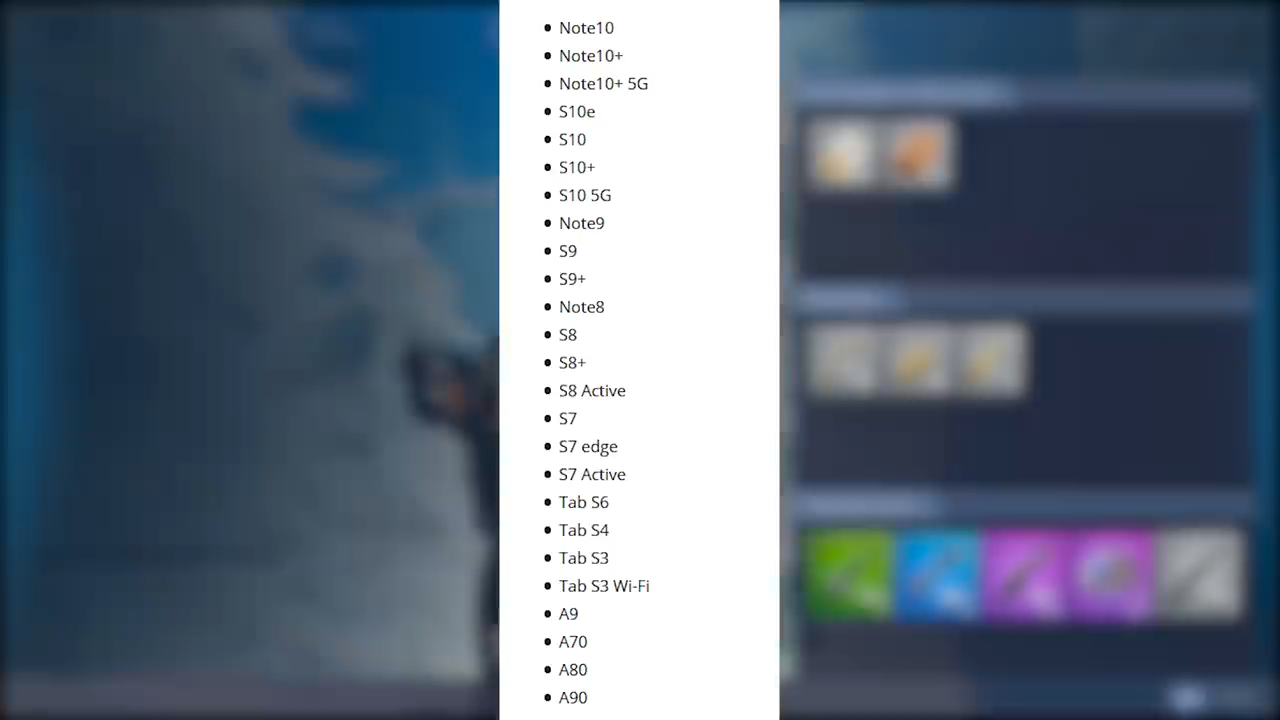 Note10
Note10+
Note10+ 5G
S10e
S10
S10+
S10 5G
Note9
S9
S9+
Note8
S8
S8+
S8 Active
S7
S7 edge
S7 Active
Tab S6
Tab S4
Tab S3
Tab S3 Wi-Fi
A9
A70
A80
A90